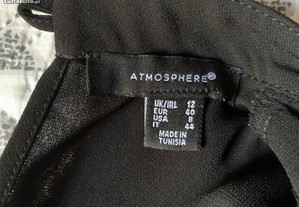 ATMOSPHERE®
UK/IRL 12
EUR 40
USA 8
IT 44
MADE IN
TUNISIA